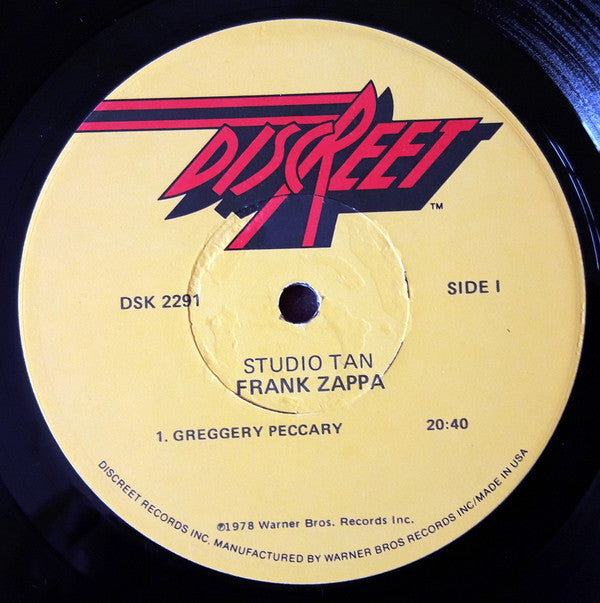 DISCREET
TM
DSK 2291
SIDE I
STUDIO TAN
FRANK ZAPPA
1. GREGGERY PECCARY 20:40
℗1978 Warner Bros. Records Inc.
DISCREET RECORDS INC. MANUFACTURED BY WARNER BROS RECORDS INC/MADE IN USA